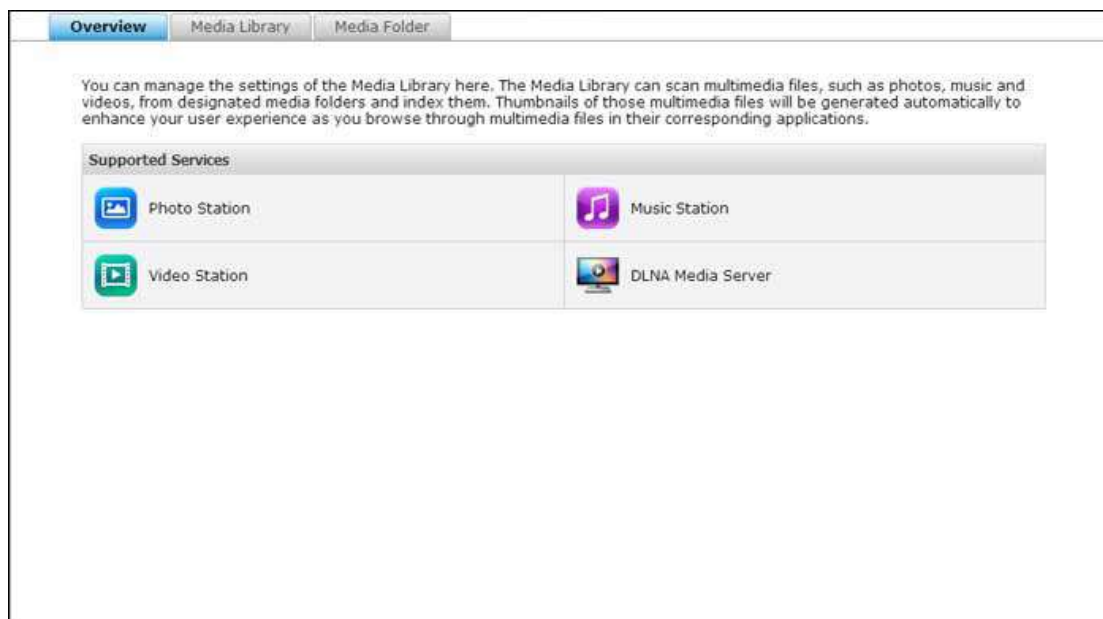 Overview Media Library Media Folder
You can manage the settings of the Media Library here. The Media Library can scan multimedia files, such as photos, music and
videos, from designated media folders and index them. Thumbnails of those multimedia files will be generated automatically to
enhance your user experience as you browse through multimedia files in their corresponding applications.
Supported Services
Photo Station Music Station
Video Station DLNA Media Server